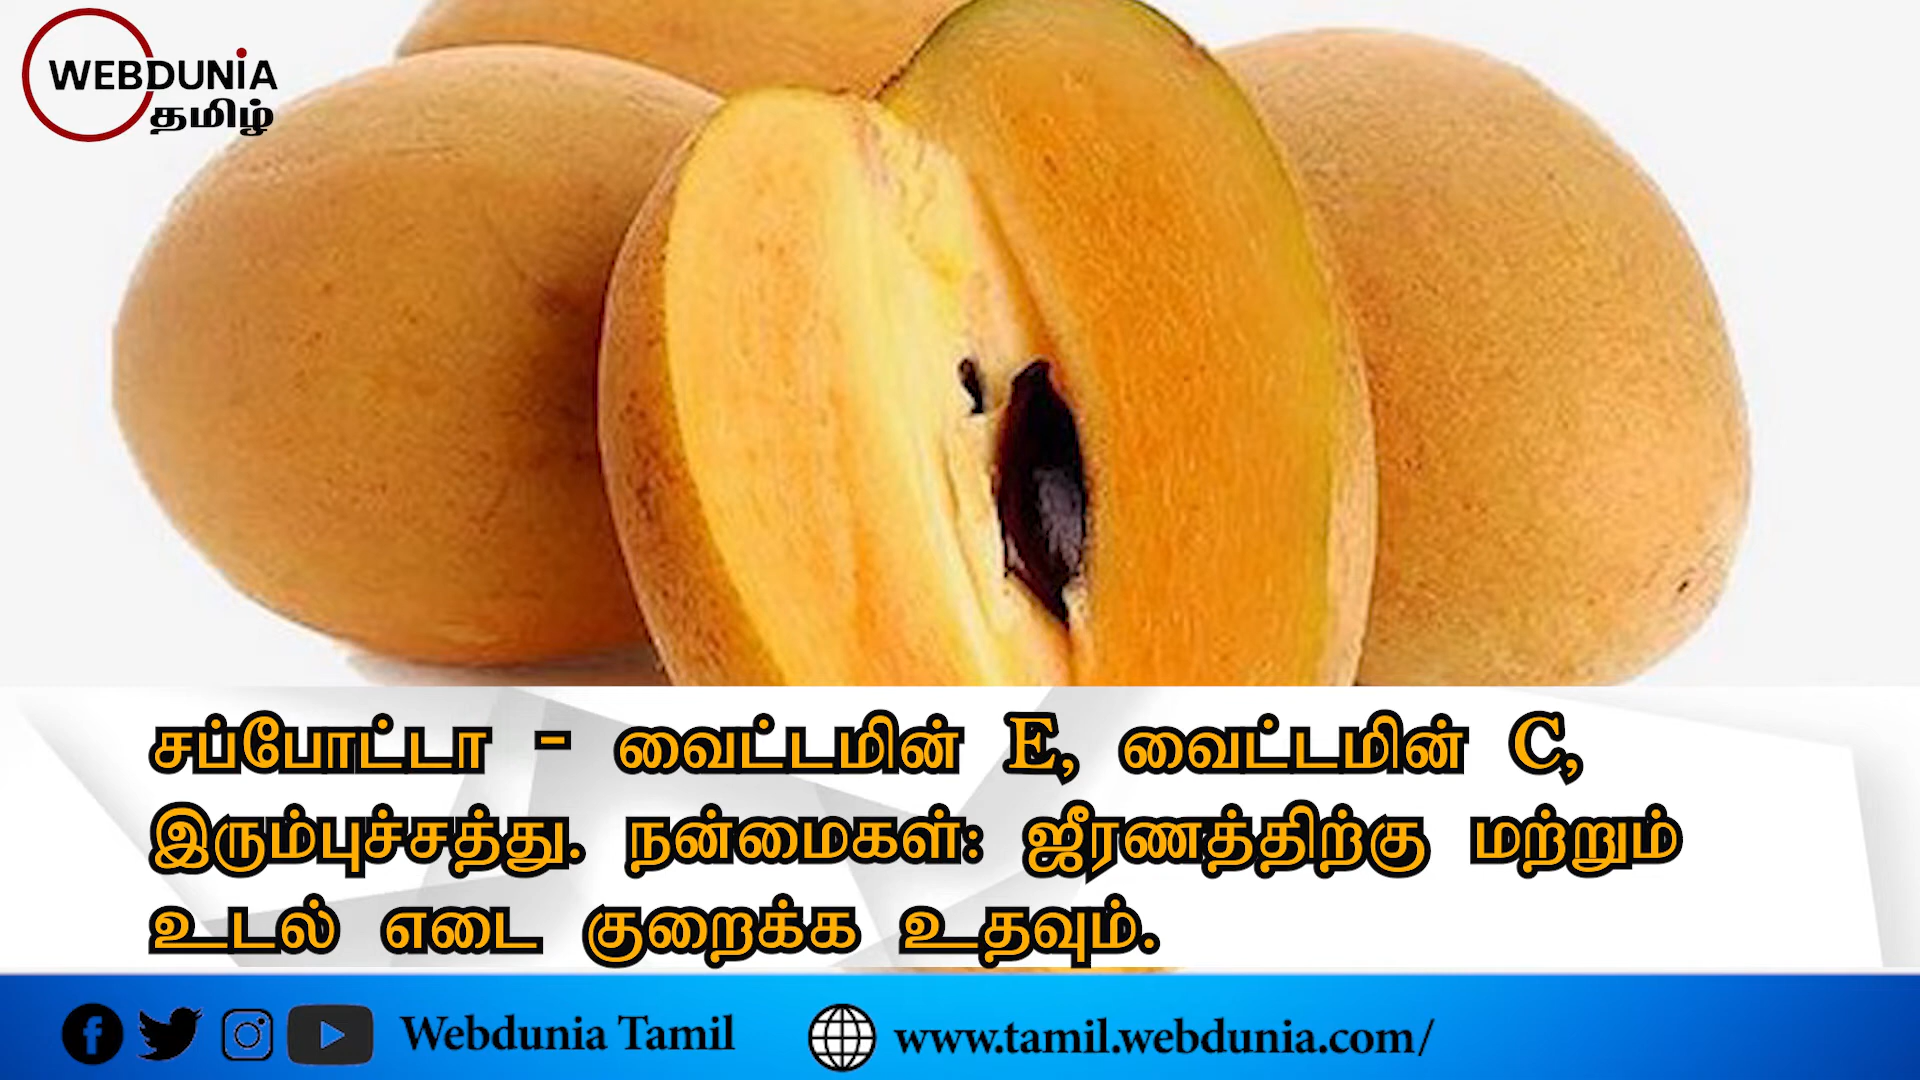 WEBDUNIA
தமிழ்
சப்போட்டா - வைட்டமின் E, வைட்டமின் C,
இரும்புச்சத்து. நன்மைகள்: ஜீரணத்திற்கு மற்றும்
உடல் எடை குறைக்க உதவும்.
Webdunia Tamil www.tamil.webdunia.com/